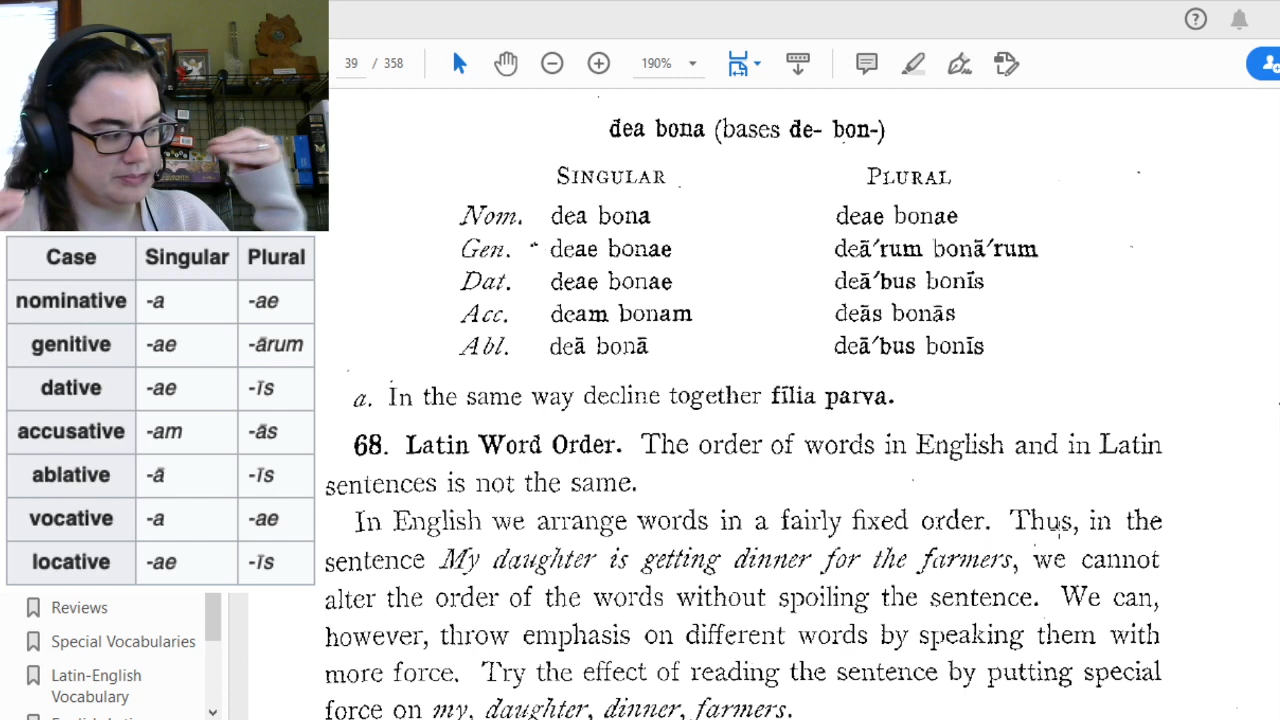 39 / 358
190%
dea bona (bases de- bon-)
SINGULAR PLURAL
Nom. dea bona deae bonae
Gen. deae bonae deā′rum bonā′rum
Dat. deae bonae deā′bus bonīs
Acc. deam bonam deās bonās
Abl. deā bonā deā′bus bonīs
a. In the same way decline together fīlia parva.
68. Latin Word Order. The order of words in English and in Latin
sentences is not the same.
In English we arrange words in a fairly fixed order. Thus, in the
sentence My daughter is getting dinner for the farmers, we cannot
alter the order of the words without spoiling the sentence. We can,
however, throw emphasis on different words by speaking them with
more force. Try the effect of reading the sentence by putting special
force on my, daughter, dinner, farmers.
Case Singular Plural
nominative -a -ae
genitive -ae -ārum
dative -ae -īs
accusative -am -ās
ablative -ā -īs
vocative -a -ae
locative -ae -īs
Reviews
Special Vocabularies
Latin-English
Vocabulary